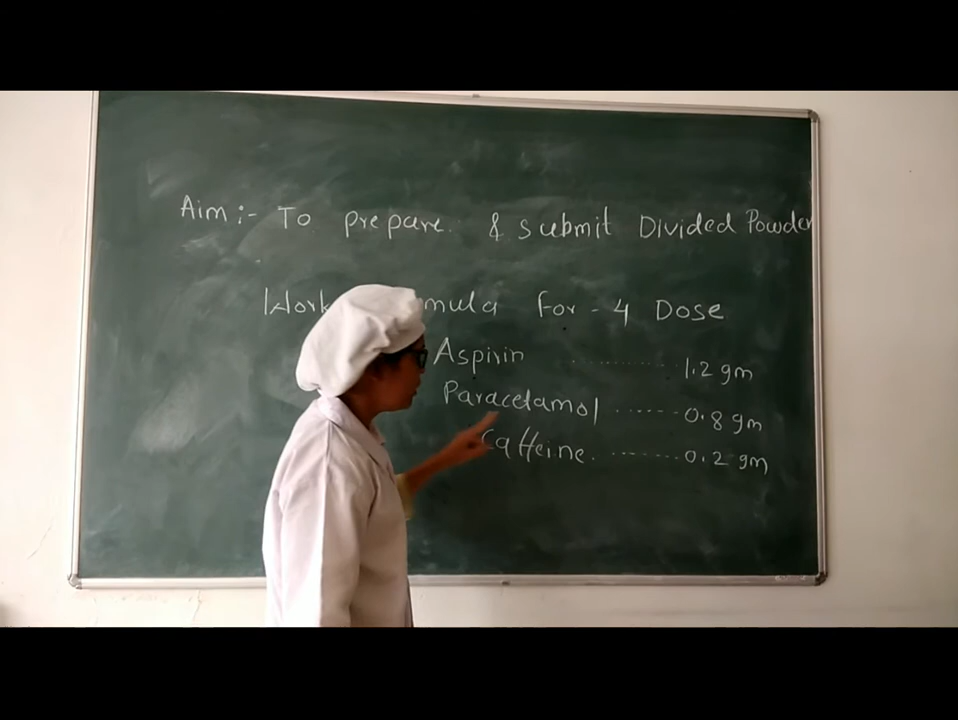 Aim :- To prepare & submit Divided Powder
For - 4 Dose
Aspirin ........... 1.2 gm
Paracetamol ...... 0.8 gm
Caffeine. ....... 0.2 gm